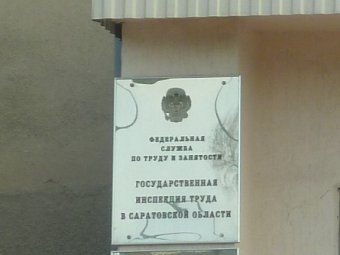 ФЕДЕРАЛЬНАЯ
СЛУЖБА
ПО ТРУДУ И ЗАНЯТОСТИ
ГОСУДАРСТВЕННАЯ
ИНСПЕКЦИЯ ТРУДА
В САРАТОВСКОЙ ОБЛАСТИ